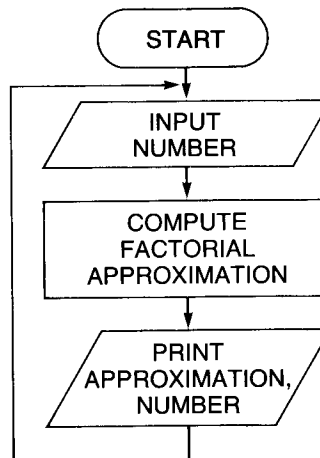 START
INPUT
NUMBER
COMPUTE
FACTORIAL
APPROXIMATION
PRINT
APPROXIMATION,
NUMBER